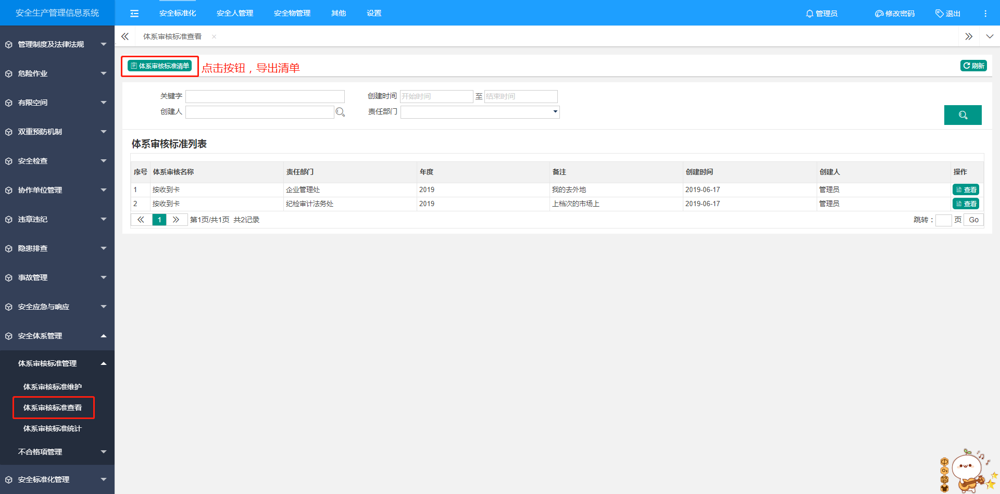 安全生产管理信息系统
安全标准化
安全人管理
安全物管理
其他
设置
管理员
修改密码
退出
管理制度及法律法规
危险作业
有限空间
双重预防机制
安全检查
协作单位管理
违章违纪
隐患排查
事故管理
安全应急与响应
安全体系管理
体系审核标准管理
体系审核标准维护
体系审核标准查看
体系审核标准统计
不合格项管理
安全标准化管理
体系审核标准查看
体系审核标准清单
点击按钮，导出清单
刷新
关键字
创建时间 开始时间 至 结束时间
创建人
责任部门
体系审核标准列表
序号 体系审核名称 责任部门 年度 备注 创建时间 创建人 操作
1 按收到卡 企业管理处 2019 我的去外地 2019-06-17 管理员 查看
2 按收到卡 纪检审计法务处 2019 上档次的市场上 2019-06-17 管理员 查看
1 第1页/共1页 共2记录
跳转： 页 Go
中
简